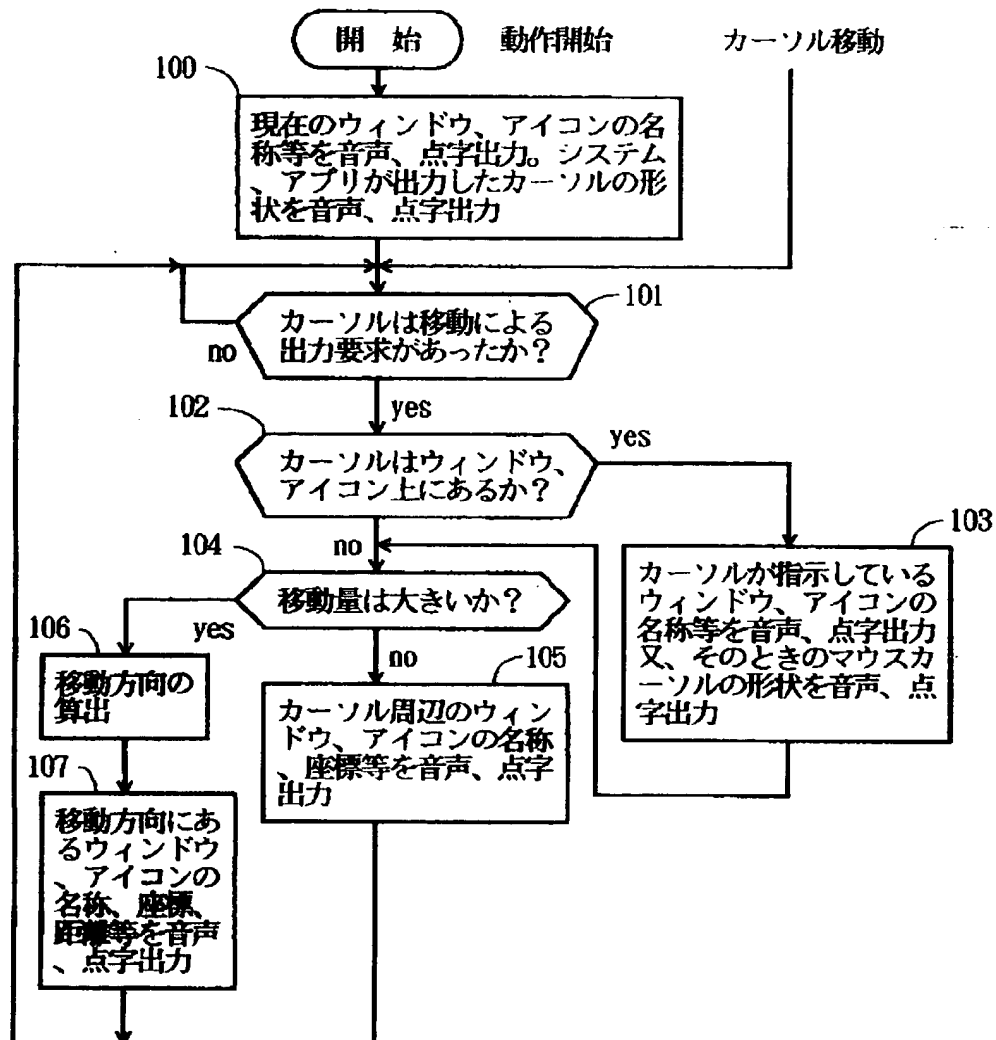 開 始 動作開始 カーソル移動
100
現在のウィンドウ、アイコンの名
称等を音声、点字出力。システム
、アプリが出力したカーソルの形
状を音声、点字出力
101
カーソルは移動による
出力要求があったか？
no
yes
102
カーソルはウィンドウ、
アイコン上にあるか？
yes
no
103
カーソルが指示している
ウィンドウ、アイコンの
名称等を音声、点字出力
又、そのときのマウスカ
ーソルの形状を音声、点
字出力
104
移動量は大きいか？
yes
no
105
カーソル周辺のウィン
ドウ、アイコンの名称
、座標等を音声、点字
出力
106
移動方向の
算出
107
移動方向にあ
るウィンドウ
、アイコンの
名称、座標、
距離等を音声
、点字出力